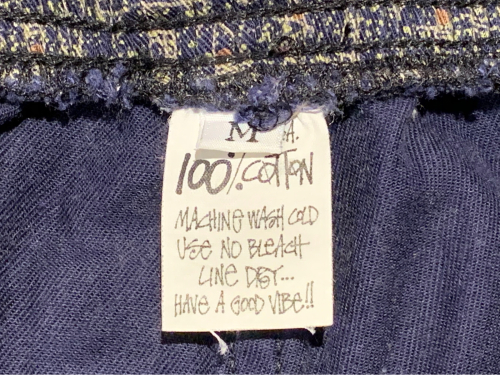 M
A.
100% COTTON
MACHINE WASH COLD
USE NO BLEACH
LINE DRY...
HAVE A GOOD VIBE!!